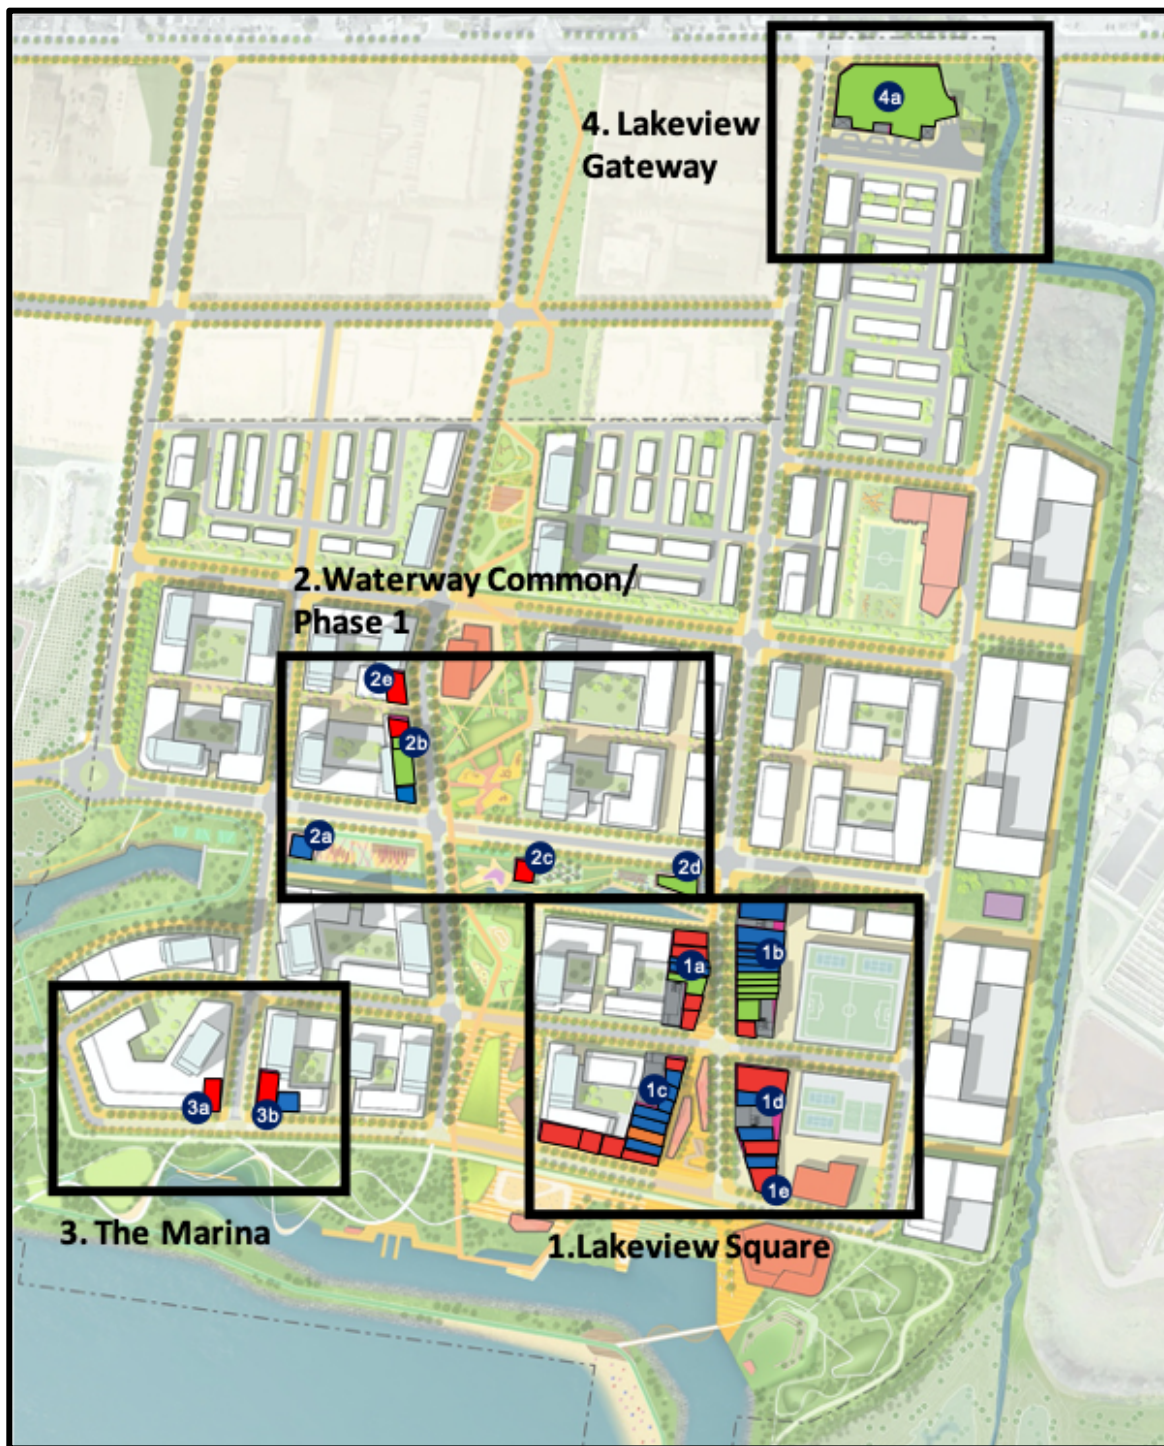 4a
4. Lakeview
Gateway
2.Waterway Common/
Phase 1
2e
2b
2a
2c
2d
1a
1b
1c
1d
3a
3b
1e
3. The Marina
1.Lakeview Square